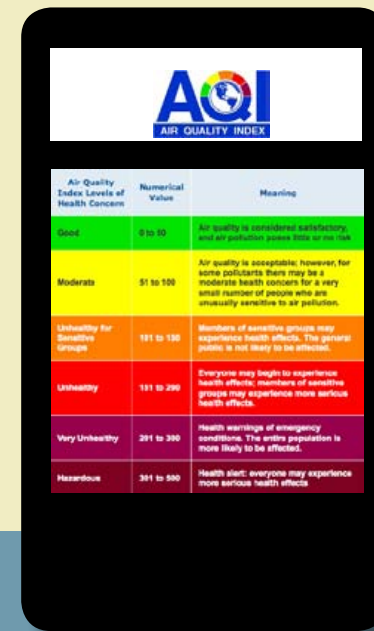 AQI
AIR QUALITY INDEX
Air Quality
Index Levels of
Health Concern
Numerical
Value
Meaning
Good
0 to 50
Air quality is considered satisfactory,
and air pollution poses little or no risk
Moderate
51 to 100
Air quality is acceptable; however, for
some pollutants there may be a
moderate health concern for a very
small number of people who are
unusually sensitive to air pollution.
Unhealthy for
Sensitive
Groups
101 to 150
Members of sensitive groups may
experience health effects. The general
public is not likely to be affected.
Unhealthy
151 to 200
Everyone may begin to experience
health effects; members of sensitive
groups may experience more serious
health effects.
Very Unhealthy
201 to 300
Health warnings of emergency
conditions. The entire population is
more likely to be affected.
Hazardous
301 to 500
Health alert: everyone may experience
more serious health effects